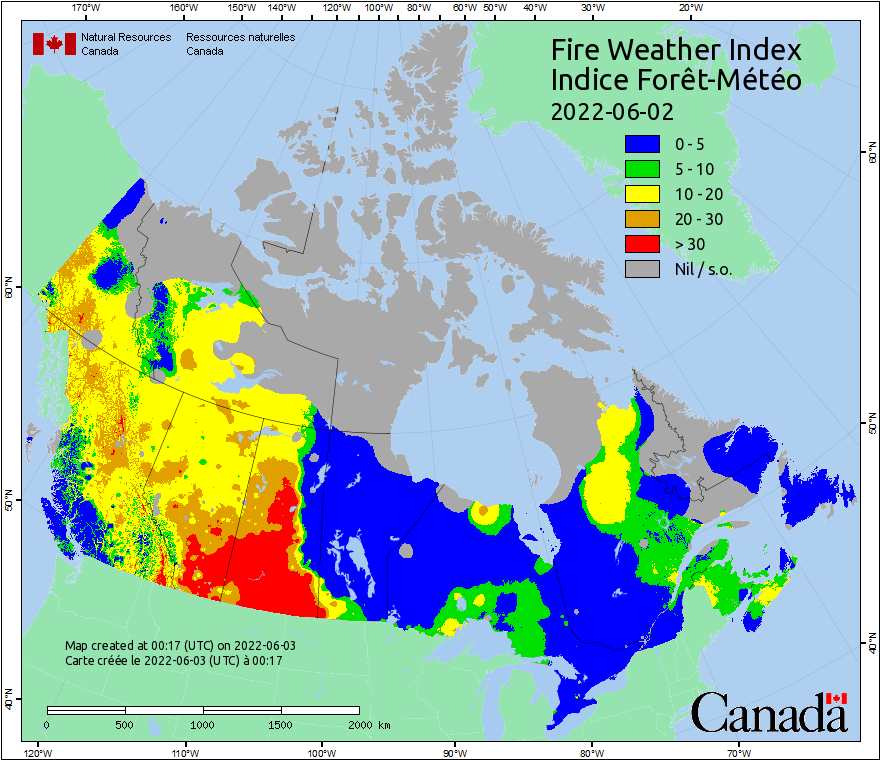 170°W 160°W 150°W 140°W 130°W 120°W 110°W 100°W 90°W 80°W 70°W 60°W 50°W 40°W 30°W 20°W
Natural Resources Ressources naturelles
Canada Canada
Fire Weather Index
Indice Forêt-Météo
2022-06-02
0 - 5
5 - 10
10 - 20
20 - 30
> 30
Nil / s.o.
60°N
60°N
50°N
50°N
40°N
40°N
Map created at 00:17 (UTC) on 2022-06-03
Carte créée le 2022-06-03 (UTC) à 00:17
0 500 1000 1500 2000 km
Canada
120°W 110°W 100°W 90°W 80°W 70°W